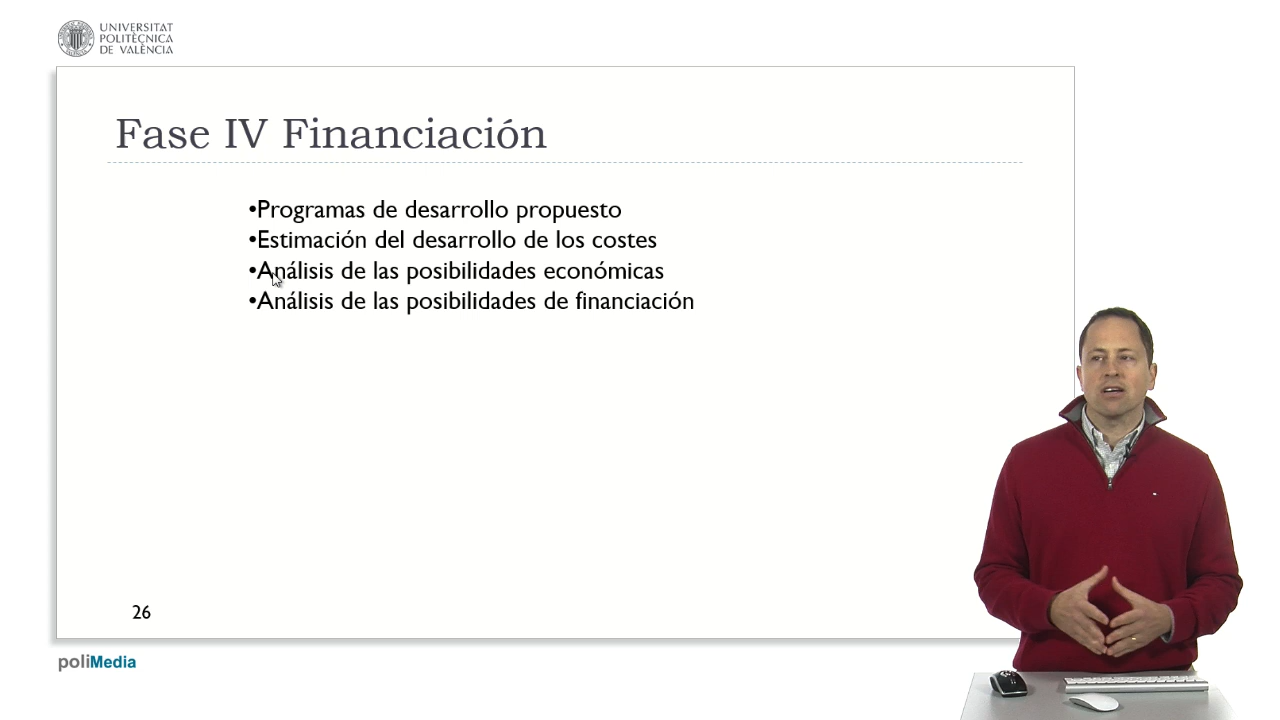 UNIVERSITAT
POLITÈCNICA
DE VALÈNCIA
Fase IV Financiación
•Programas de desarrollo propuesto
•Estimación del desarrollo de los costes
•Análisis de las posibilidades económicas
•Análisis de las posibilidades de financiación
26
poliMedia